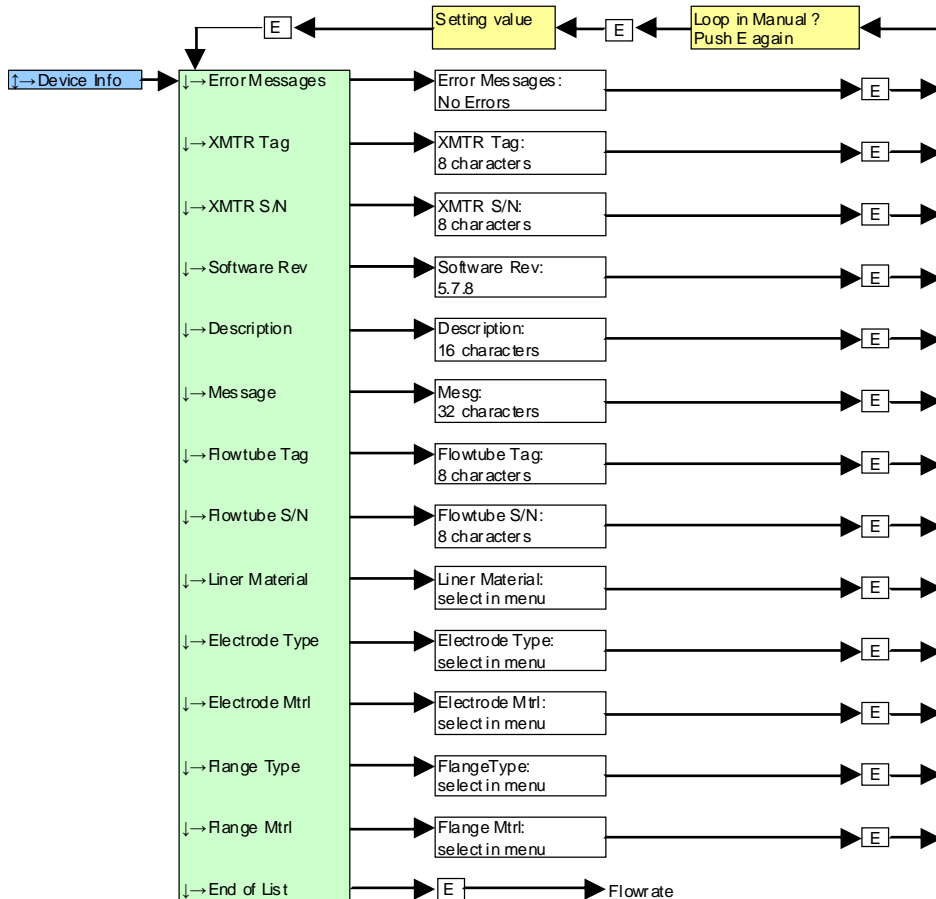 E
Setting value
E
Loop in Manual ?
Push E again
↕→Device Info
↓→Error Messages
Error Messages:
No Errors
E
↓→XMTR Tag
XMTR Tag:
8 characters
E
↓→XMTR S/N
XMTR S/N:
8 characters
E
↓→Software Rev
Software Rev:
5.7.8
E
↓→Description
Description:
16 characters
E
↓→Message
Mesg:
32 characters
E
↓→Flowtube Tag
Flowtube Tag:
8 characters
E
↓→Flowtube S/N
Flowtube S/N:
8 characters
E
↓→Liner Material
Liner Material:
select in menu
E
↓→Electrode Type
Electrode Type:
select in menu
E
↓→Electrode Mtrl
Electrode Mtrl:
select in menu
E
↓→Flange Type
FlangeType:
select in menu
E
↓→Flange Mtrl
Flange Mtrl:
select in menu
E
↓→End of List
E
Flowrate